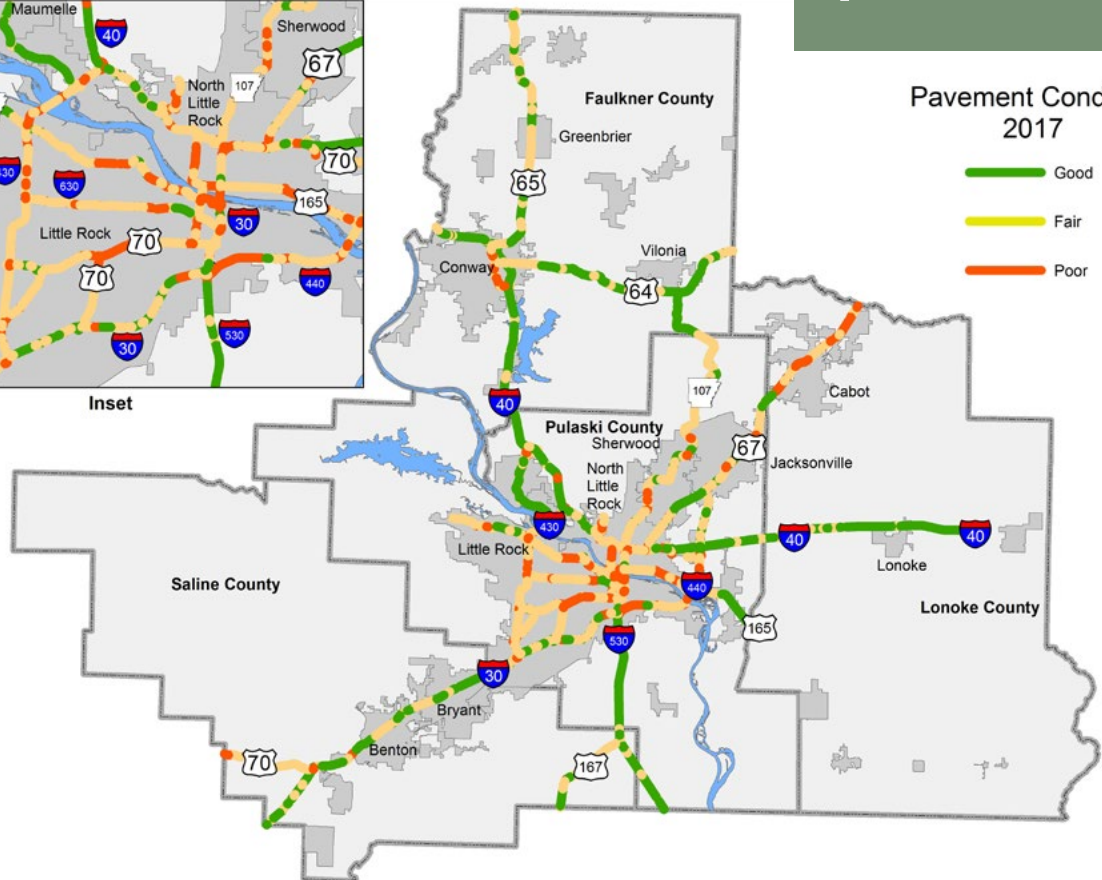 Maumelle
40
Sherwood
67
107
North
Little
Rock
70
630
165
Little Rock
70
30
70
440
530
30
Inset
Pavement Cond
2017
Good
Fair
Poor
Faulkner County
Greenbrier
65
Vilonia
Conway
64
107
Cabot
40
Pulaski County
Sherwood
67
Jacksonville
North
Little
Rock
430
40
40
Little Rock
Lonoke
Saline County
440
Lonoke County
165
530
30
Bryant
Benton
70
167